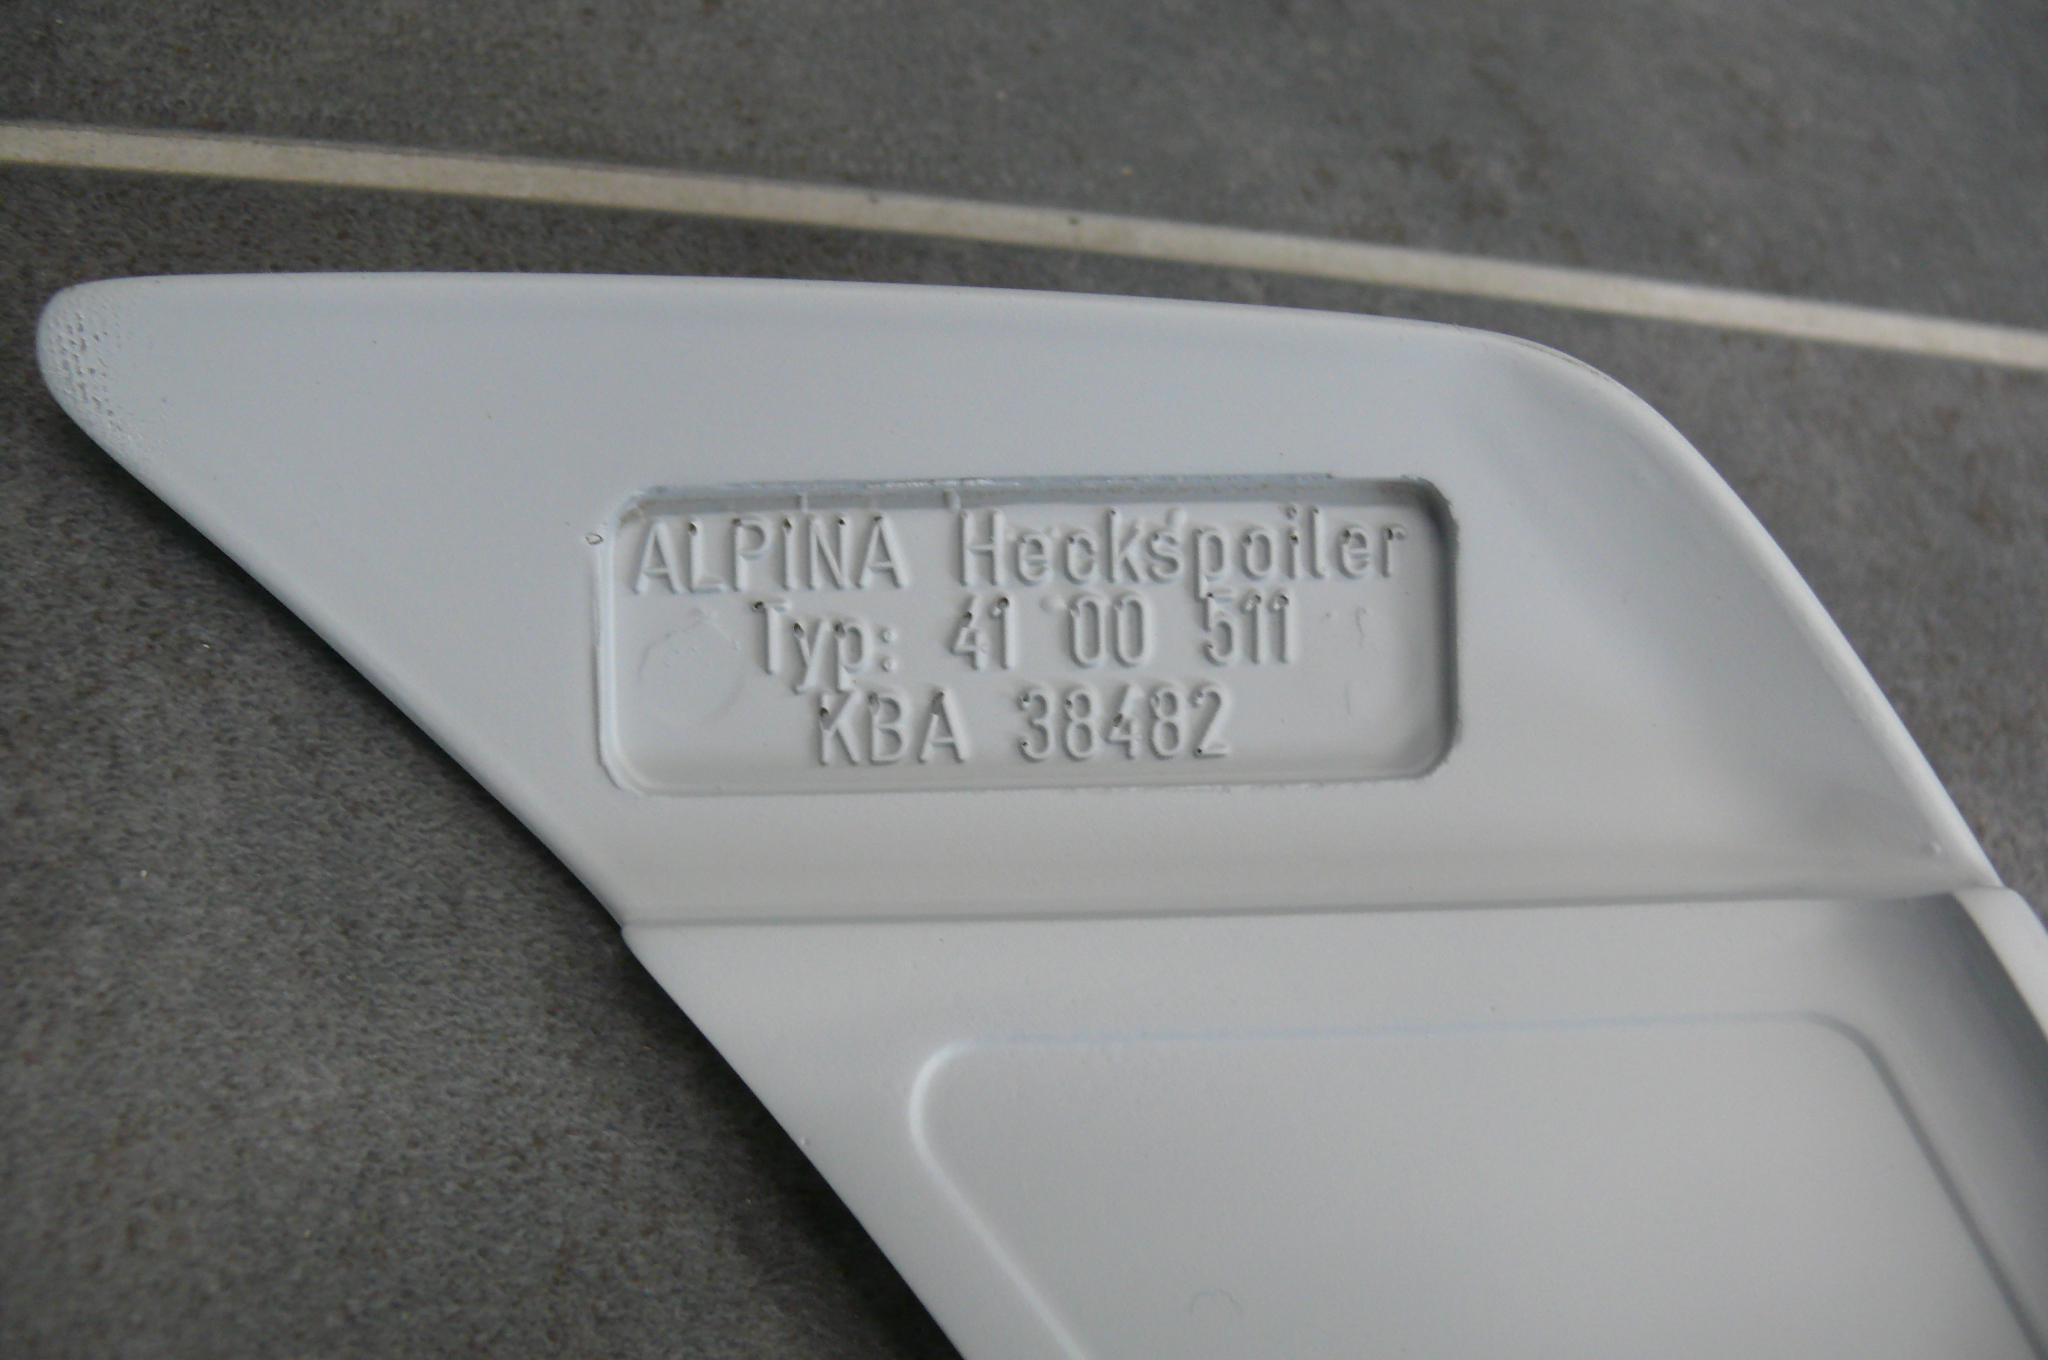 ALPINA Heckspoiler
Typ: 41 00 511
KBA 38482